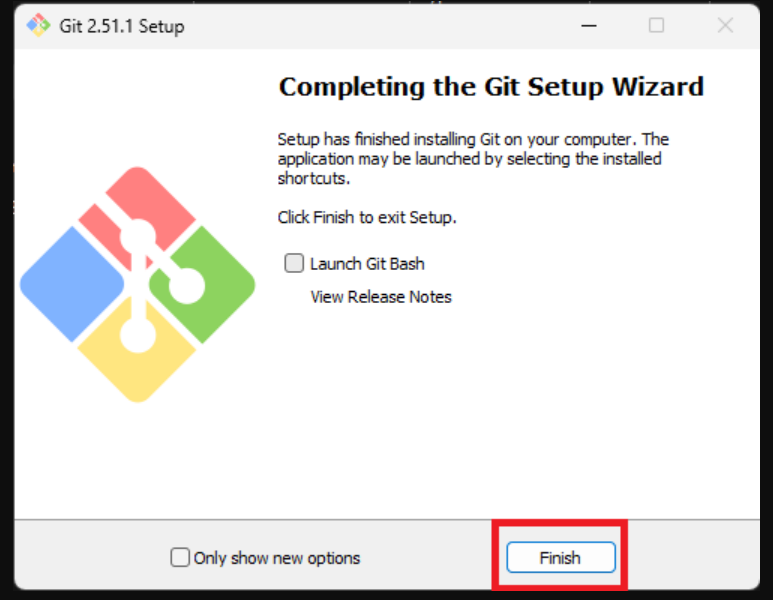 Git 2.51.1 Setup
Completing the Git Setup Wizard
Setup has finished installing Git on your computer. The
application may be launched by selecting the installed
shortcuts.
Click Finish to exit Setup.
Launch Git Bash
View Release Notes
Only show new options
Finish